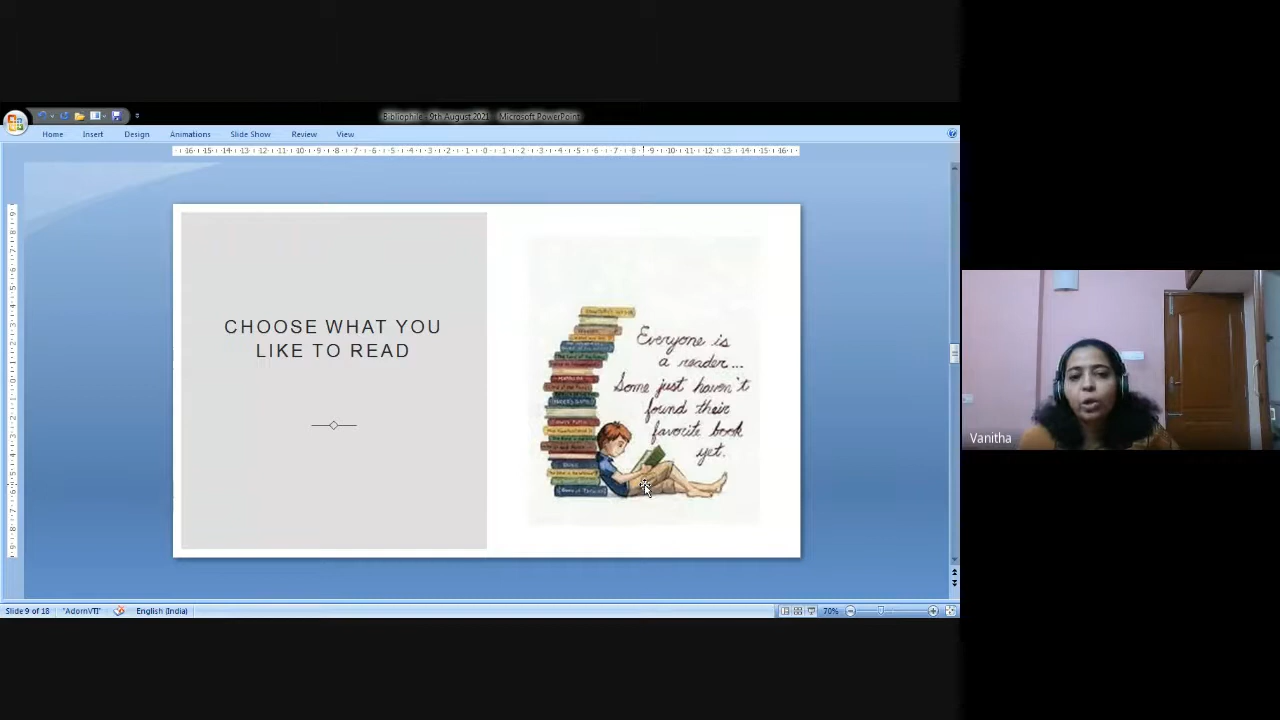 Bibliophile - 9th August 2021 - Microsoft PowerPoint
Home Insert Design Animations Slide Show Review View
CHOOSE WHAT YOU
LIKE TO READ
Everyone is
a reader...
Some just haven't
found their
favorite book
yet.
Vanitha
Slide 9 of 18 "AdornVTI" English (India) 70%